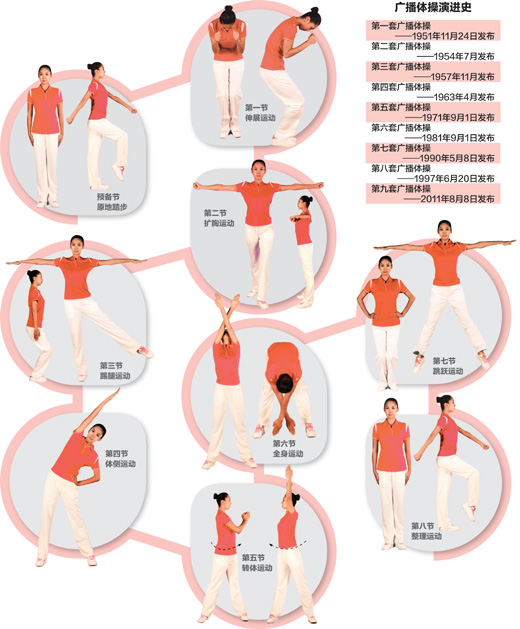 广播体操演进史
第一套广播体操
——1951年11月24日发布
第二套广播体操
——1954年7月发布
第三套广播体操
——1957年11月发布
第四套广播体操
——1963年4月发布
第五套广播体操
——1971年9月1日发布
第六套广播体操
——1981年9月1日发布
第七套广播体操
——1990年5月8日发布
第八套广播体操
——1997年6月20日发布
第九套广播体操
——2011年8月8日发布
预备节
原地踏步
第一节
伸展运动
第二节
扩胸运动
第三节
踢腿运动
第四节
体侧运动
第五节
转体运动
第六节
全身运动
第七节
跳跃运动
第八节
整理运动